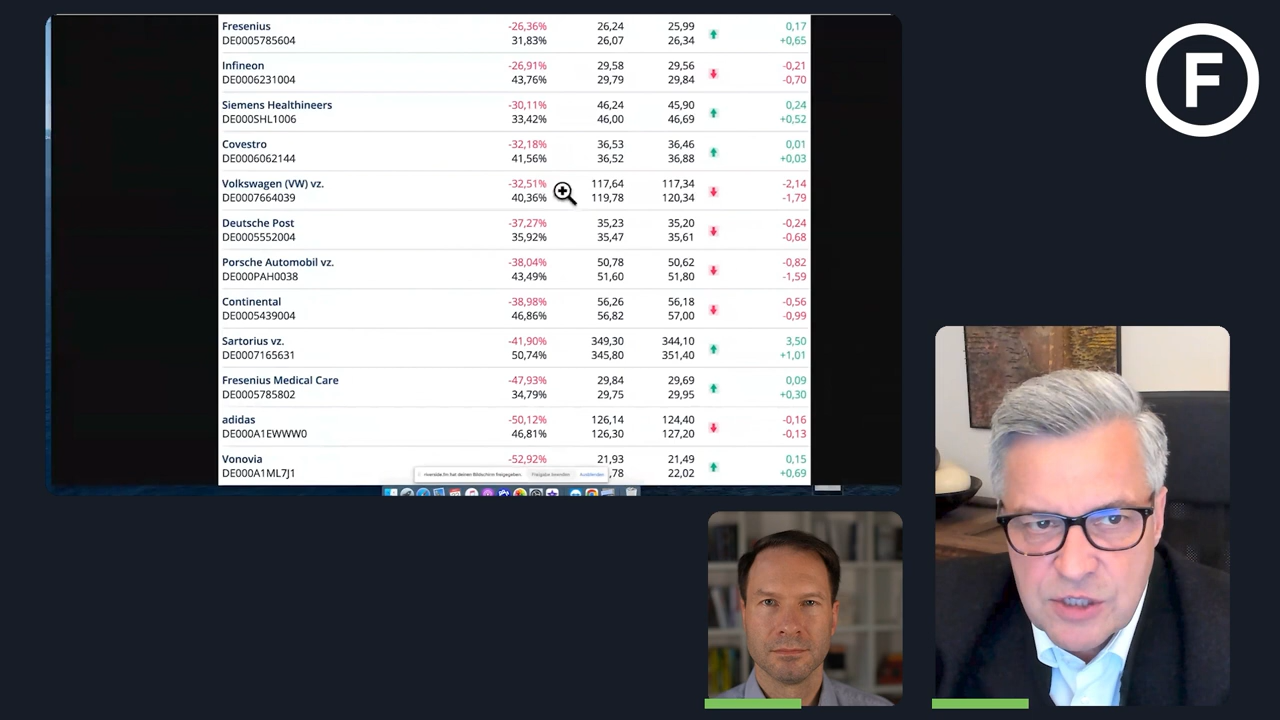 Fresenius -26,36% 26,24 25,99 0,17
DE0005785604 31,83% 26,07 26,34 +0,65
Infineon -26,91% 29,58 29,56 -0,21
DE0006231004 43,76% 29,79 29,84 -0,70
Siemens Healthineers -30,11% 46,24 45,90 0,24
DE000SHL1006 33,42% 46,00 46,69 +0,52
Covestro -32,18% 36,53 36,46 0,01
DE0006062144 41,56% 36,52 36,88 +0,03
Volkswagen (VW) vz. -32,51% 117,64 117,34 -2,14
DE0007664039 40,36% 119,78 120,34 -1,79
Deutsche Post -37,27% 35,23 35,20 -0,24
DE0005552004 35,92% 35,47 35,61 -0,68
Porsche Automobil vz. -38,04% 50,78 50,62 -0,82
DE000PAH0038 43,49% 51,60 51,80 -1,59
Continental -38,98% 56,26 56,18 -0,56
DE0005439004 46,86% 56,82 57,00 -0,99
Sartorius vz. -41,90% 349,30 344,10 3,50
DE0007165631 50,74% 345,80 351,40 +1,01
Fresenius Medical Care -47,93% 29,84 29,69 0,09
DE0005785802 34,79% 29,75 29,95 +0,30
adidas -50,12% 126,14 124,40 -0,16
DE000A1EWWW0 46,81% 126,30 127,20 -0,13
Vonovia -52,92% 21,93 21,49 0,15
DE000A1ML7J1 ,78 22,02 +0,69
riverside.fm hat deinen Bildschirm freigegeben. Freigabe beenden Ausblenden
F